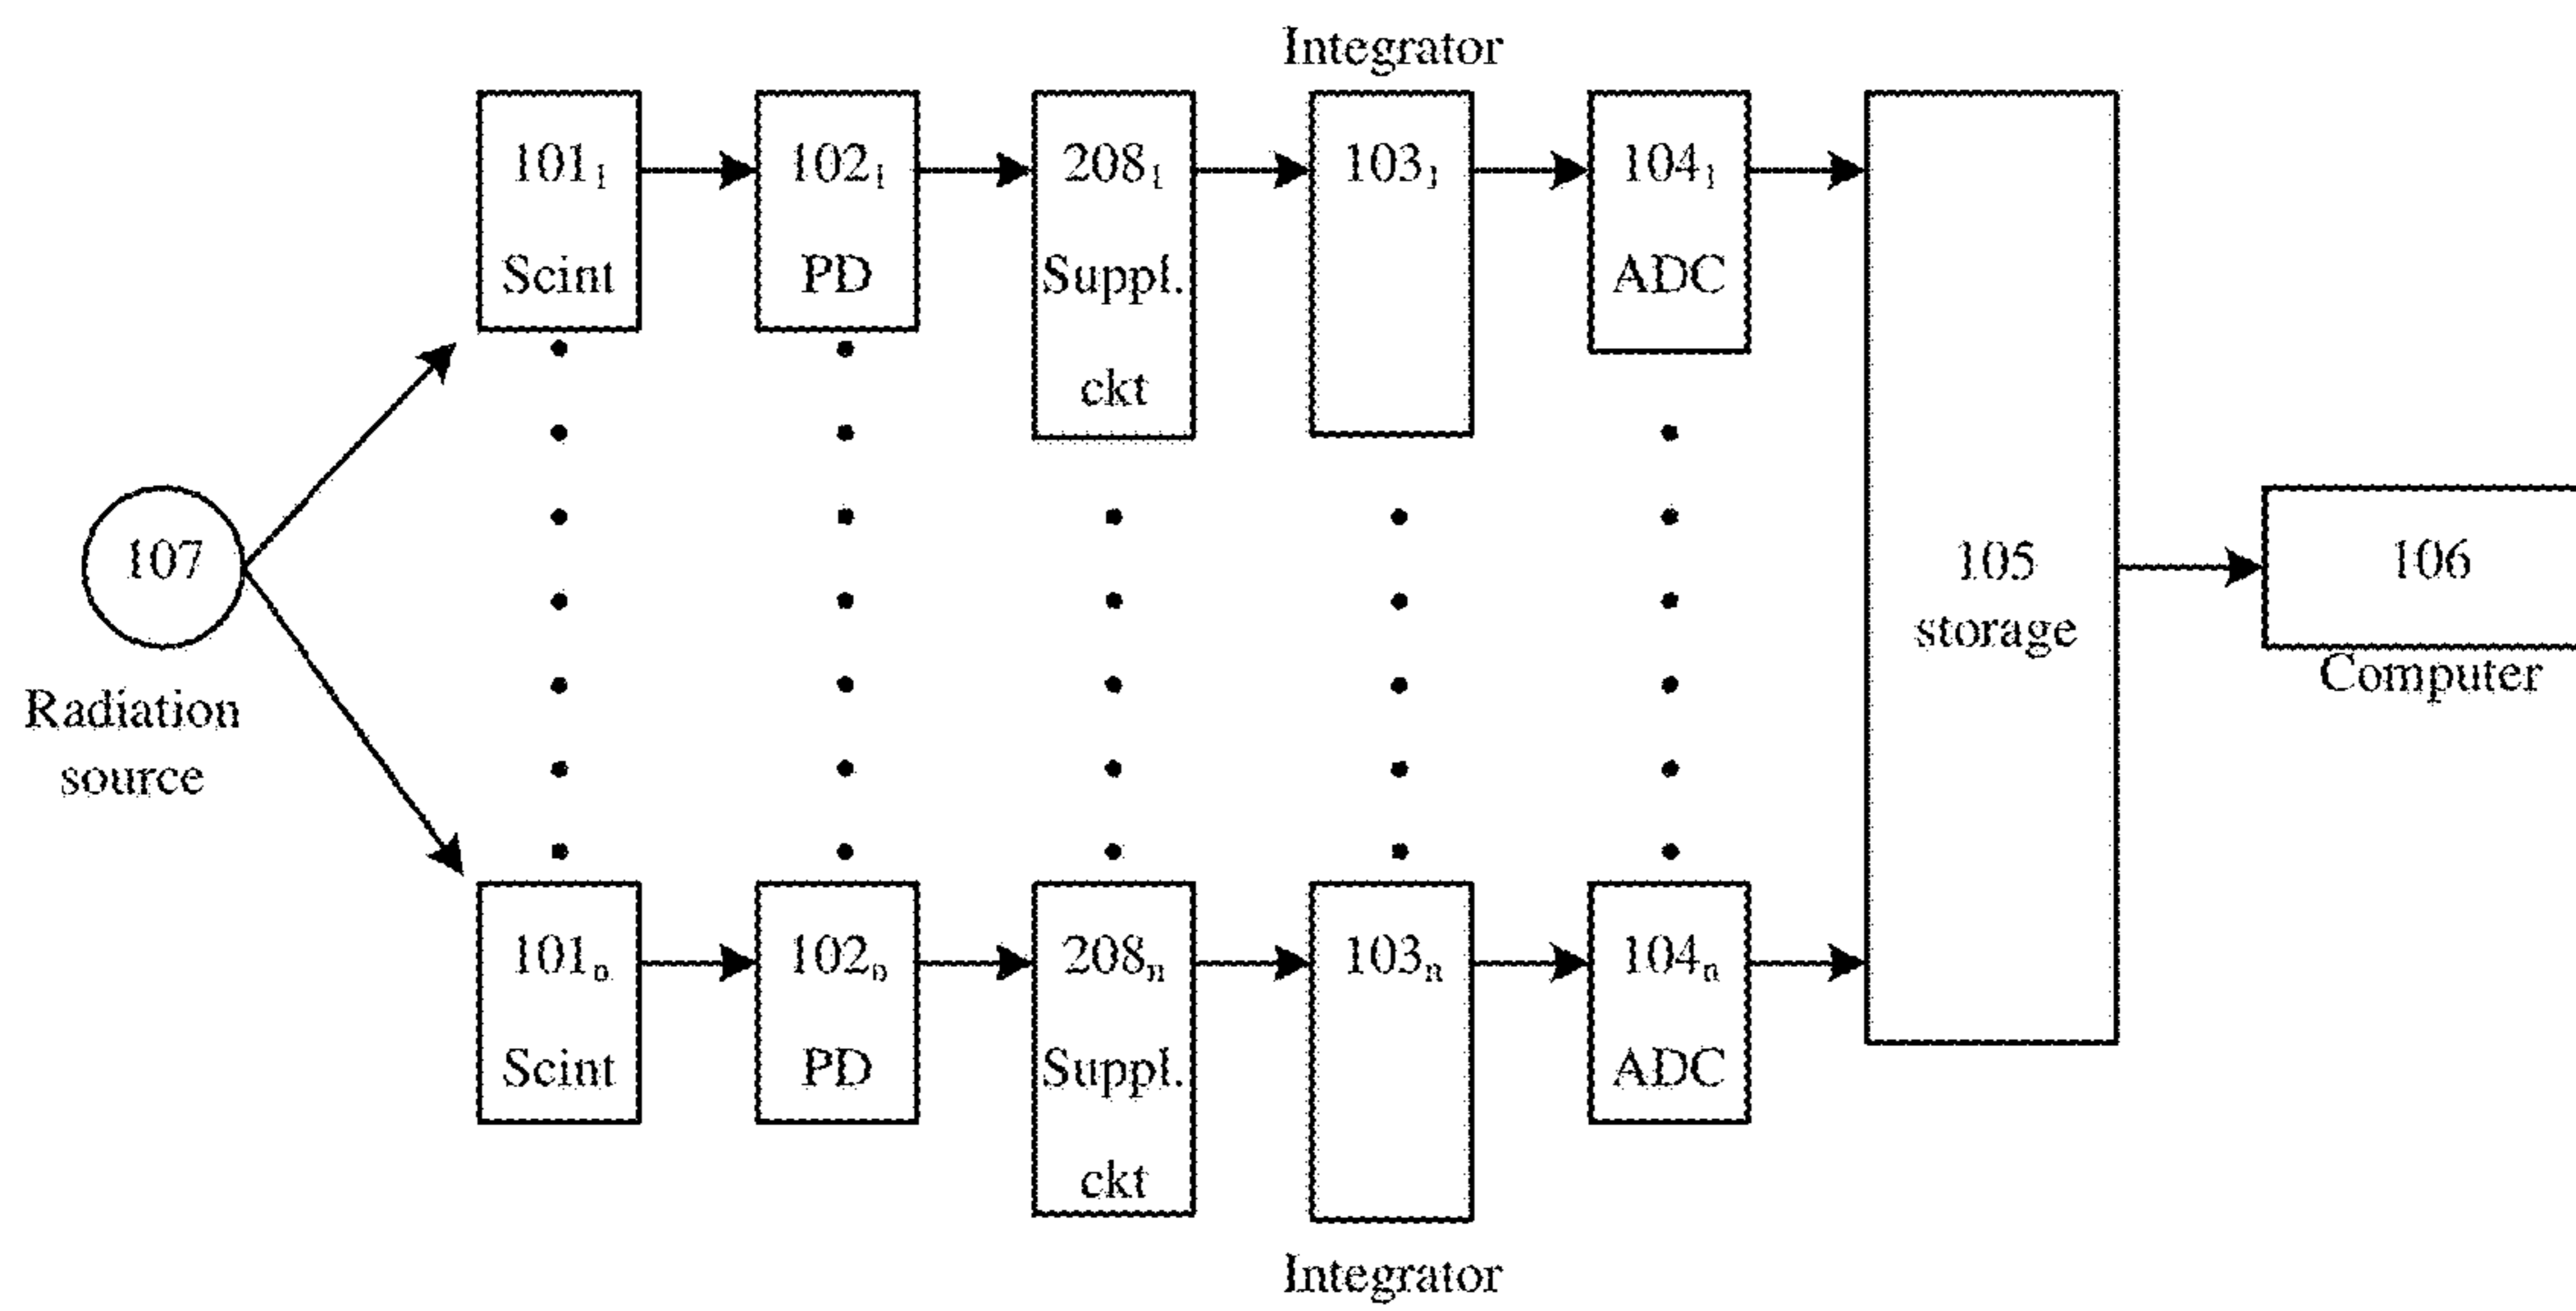 Integrator
101₁ 102₁ 208₁ 103₁ 104₁
Scint PD Suppl. ADC
ckt
107
Radiation
source
105
storage
106
Computer
101ₙ 102ₙ 208ₙ 103ₙ 104ₙ
Scint PD Suppl. ADC
ckt
Integrator